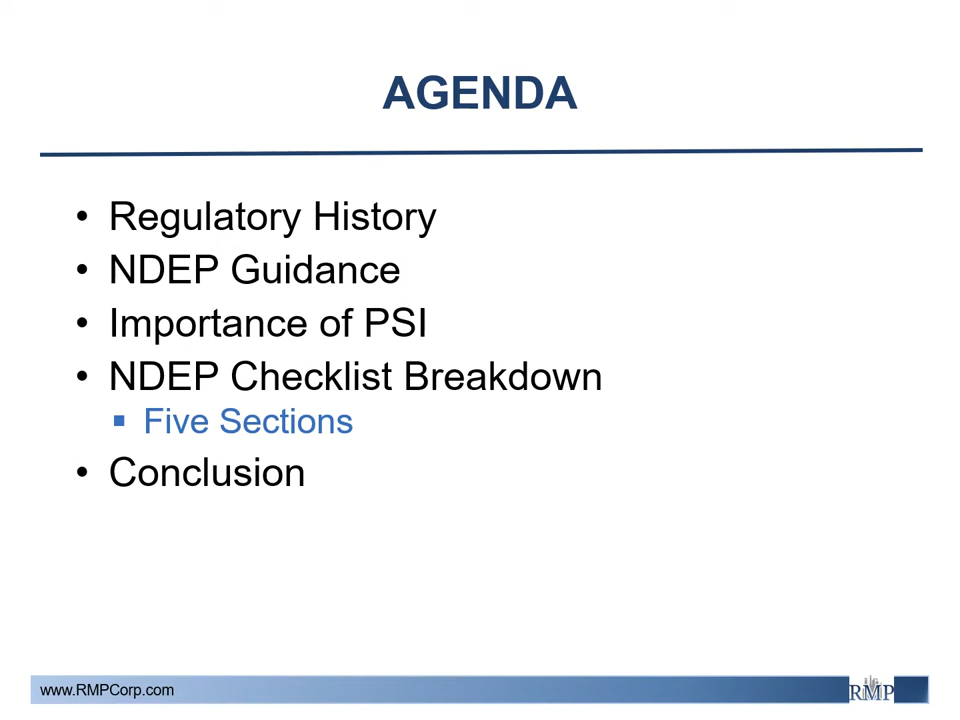 AGENDA
• Regulatory History
• NDEP Guidance
• Importance of PSI
• NDEP Checklist Breakdown
▪ Five Sections
• Conclusion
www.RMPCorp.com
RMP